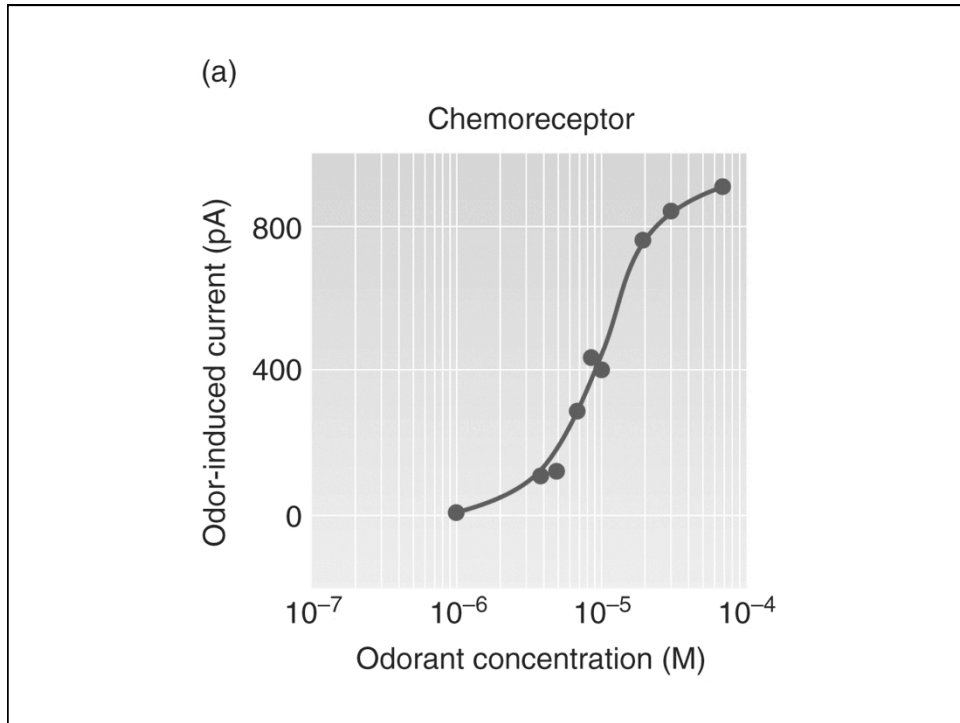 (a)
Chemoreceptor
Odor-induced current (pA)
800
400
0
10⁻⁷ 10⁻⁶ 10⁻⁵ 10⁻⁴
Odorant concentration (M)